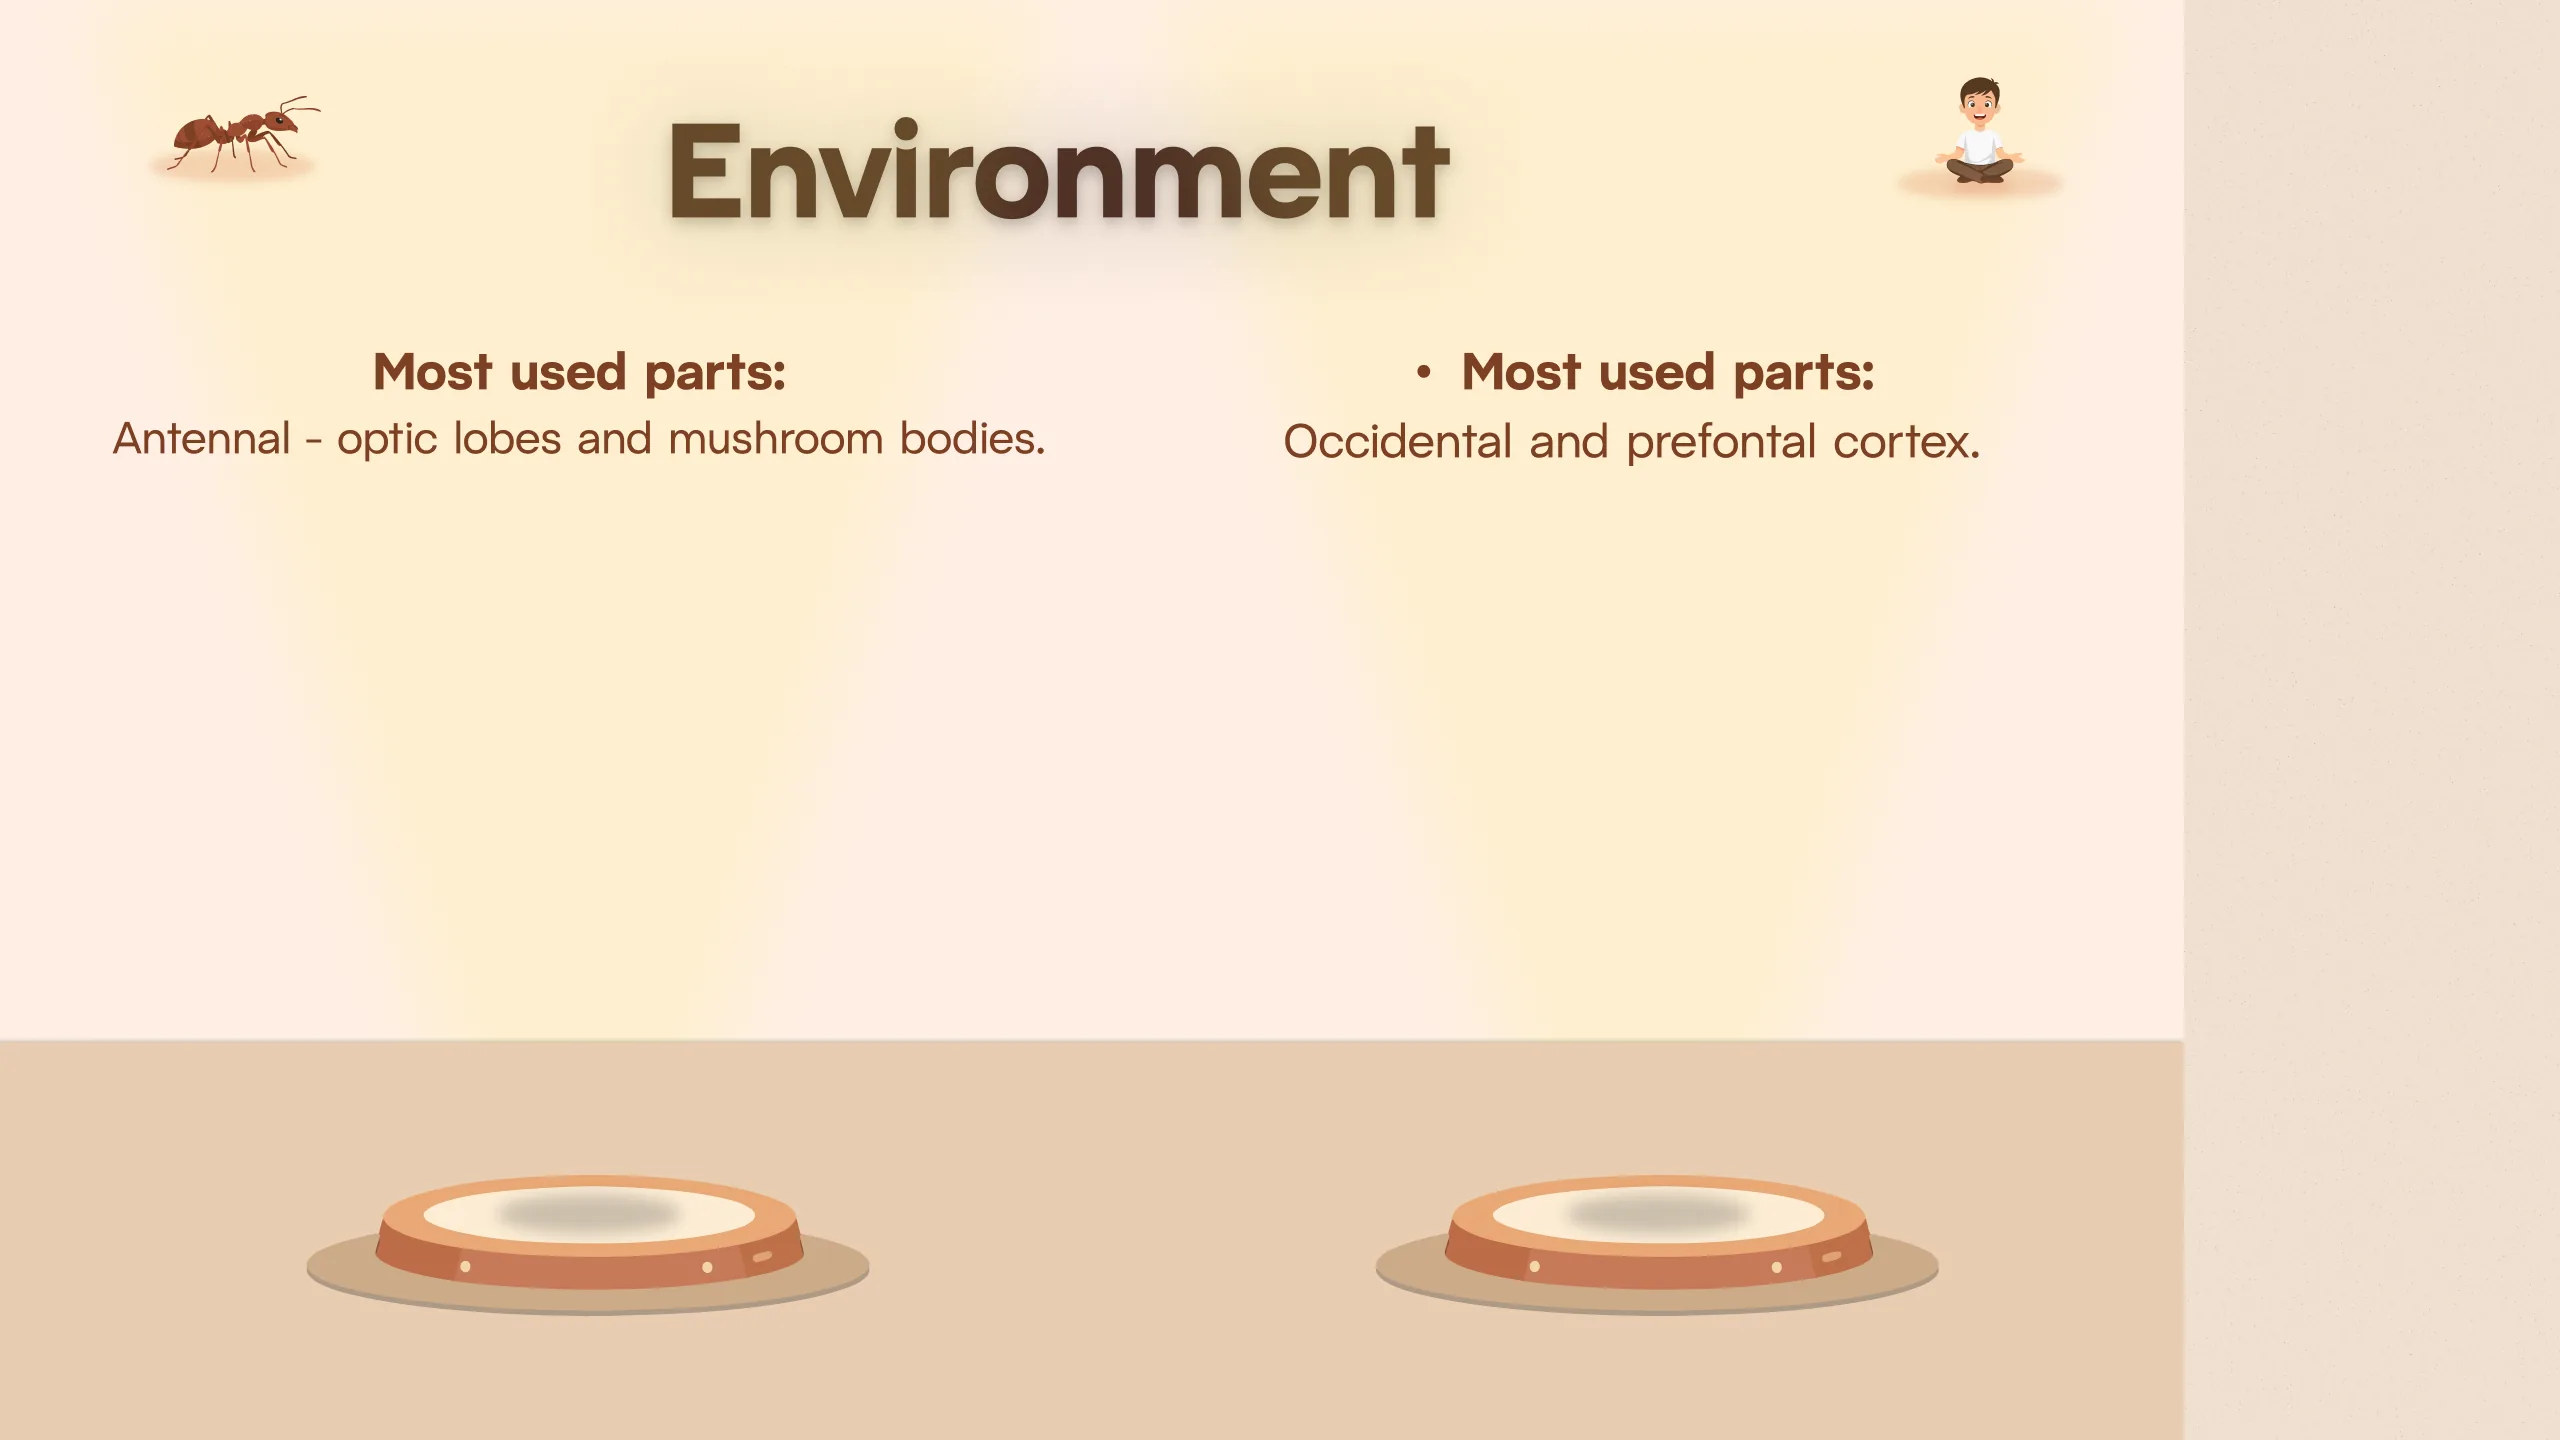 Environment
Most used parts:
Antennal - optic lobes and mushroom bodies.
• Most used parts:
Occidental and prefontal cortex.